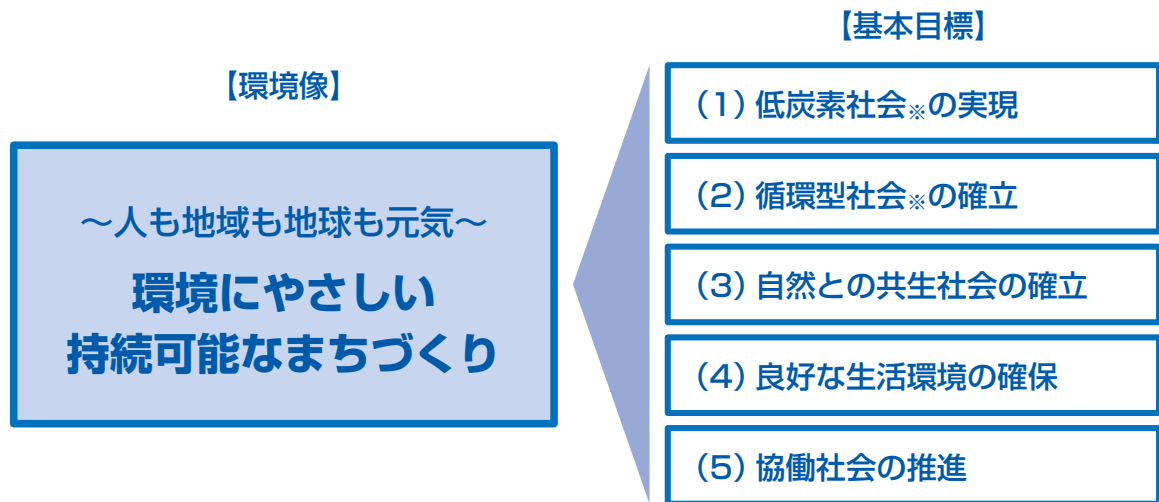 【環境像】
～人も地域も地球も元気～
環境にやさしい
持続可能なまちづくり
【基本目標】
（1）低炭素社会※の実現
（2）循環型社会※の確立
（3）自然との共生社会の確立
（4）良好な生活環境の確保
（5）協働社会の推進